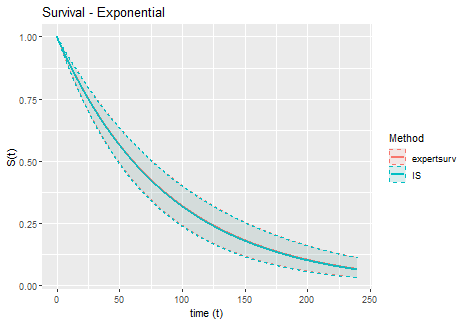 Survival - Exponential
1.00
0.75
0.50
0.25
0.00
S(t)
0
50
100
150
200
250
time (t)
Method
expertsurv
IS